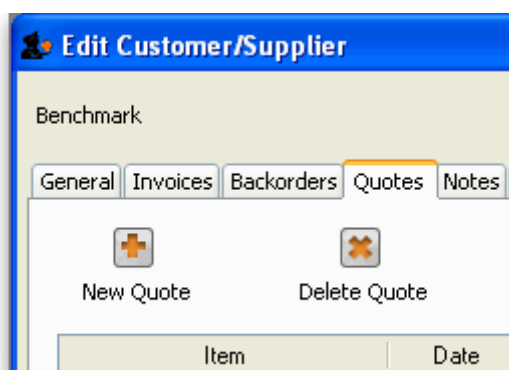 Edit Customer/Supplier
Benchmark
General Invoices Backorders Quotes Notes
New Quote Delete Quote
Item Date